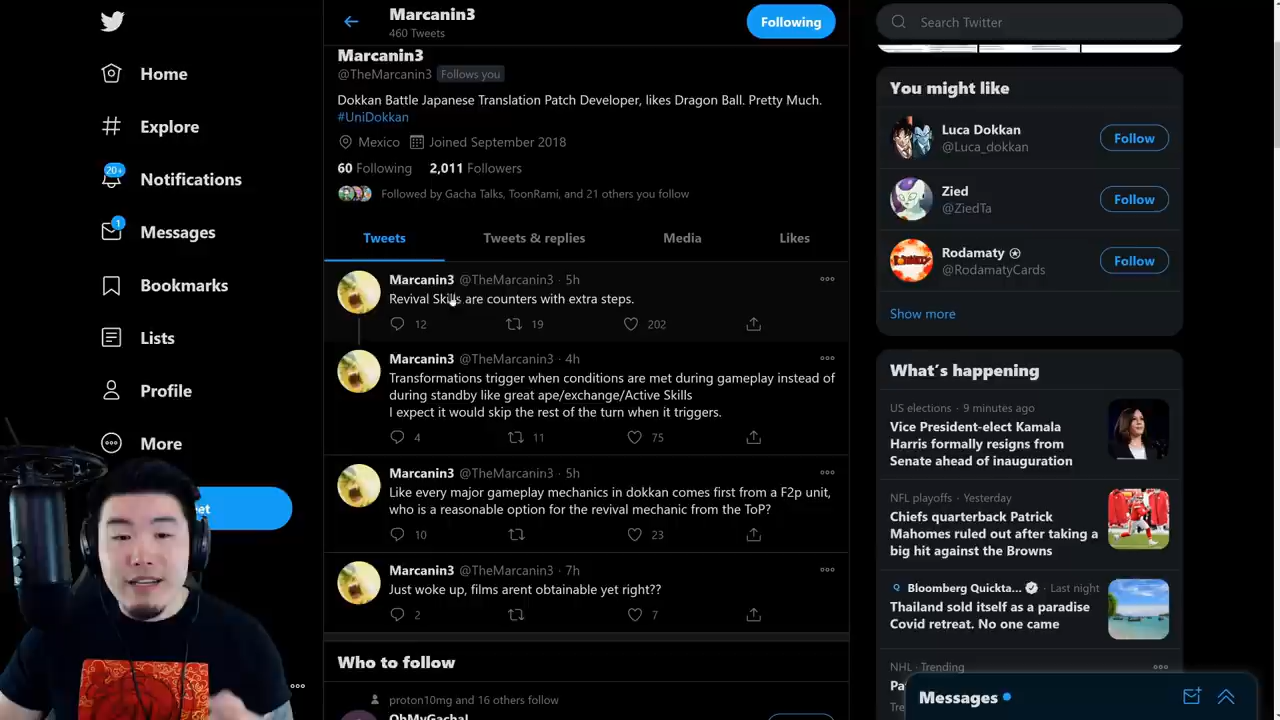 Home
Explore
20+
Notifications
1
Messages
Bookmarks
Lists
Profile
More
Marcanin3
460 Tweets
Following
Marcanin3
@TheMarcanin3 Follows you
Dokkan Battle Japanese Translation Patch Developer, likes Dragon Ball. Pretty Much.
#UniDokkan
Mexico Joined September 2018
60 Following 2,011 Followers
Followed by Gacha Talks, ToonRami, and 21 others you follow
Tweets Tweets & replies Media Likes
Marcanin3 @TheMarcanin3 · 5h
Revival Skills are counters with extra steps.
12 19 202
Marcanin3 @TheMarcanin3 · 4h
Transformations trigger when conditions are met during gameplay instead of
during standby like great ape/exchange/Active Skills
I expect it would skip the rest of the turn when it triggers.
4 11 75
Marcanin3 @TheMarcanin3 · 5h
Like every major gameplay mechanics in dokkan comes first from a F2p unit,
who is a reasonable option for the revival mechanic from the ToP?
10 23
Marcanin3 @TheMarcanin3 · 7h
Just woke up, films arent obtainable yet right??
2 7
Who to follow
proton10mg and 16 others follow
OhMyGacha!
Search Twitter
You might like
Luca Dokkan
@Luca_dokkan
Follow
Zied
@ZiedTa
Follow
Rodamaty
@RodamatyCards
Follow
Show more
What's happening
US elections · 9 minutes ago
Vice President-elect Kamala
Harris formally resigns from
Senate ahead of inauguration
NFL playoffs · Yesterday
Chiefs quarterback Patrick
Mahomes ruled out after taking a
big hit against the Browns
Bloomberg Quickta... · Last night
Thailand sold itself as a paradise
Covid retreat. No one came
NHL · Trending
Messages